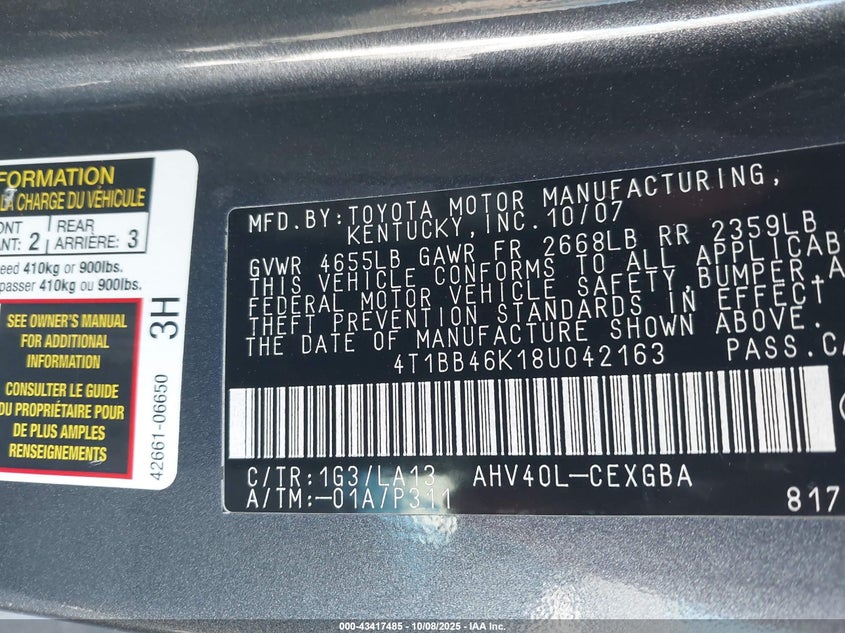 FORMATION
LA CHARGE DU VÉHICULE
2
REAR
ARRIÈRE: 3
410kg or 900lbs.
410kg ou 900lbs.
SEE OWNER'S MANUAL
FOR ADDITIONAL
INFORMATION
CONSULTER LE GUIDE
DU PROPRIÉTAIRE POUR
DE PLUS AMPLES
RENSEIGNEMENTS
3H
42661-06650
MFD.BY:TOYOTA MOTOR MANUFACTURING,
KENTUCKY,INC.10/07
GVWR 4655LB GAWR FR 2668LB RR 2359LB
THIS VEHICLE CONFORMS TO ALL APPLICAB
FEDERAL MOTOR VEHICLE SAFETY,BUMPER,A
THEFT PREVENTION STANDARDS IN EFFECT
THE DATE OF MANUFACTURE SHOWN ABOVE.
4T1BB46K18U042163 PASS.CA
C/TR:1G3/LA13 AHV40L-CEXGBA
A/TM:-01A/P311
817
000-43417485 - 10/08/2025 - IAA Inc.